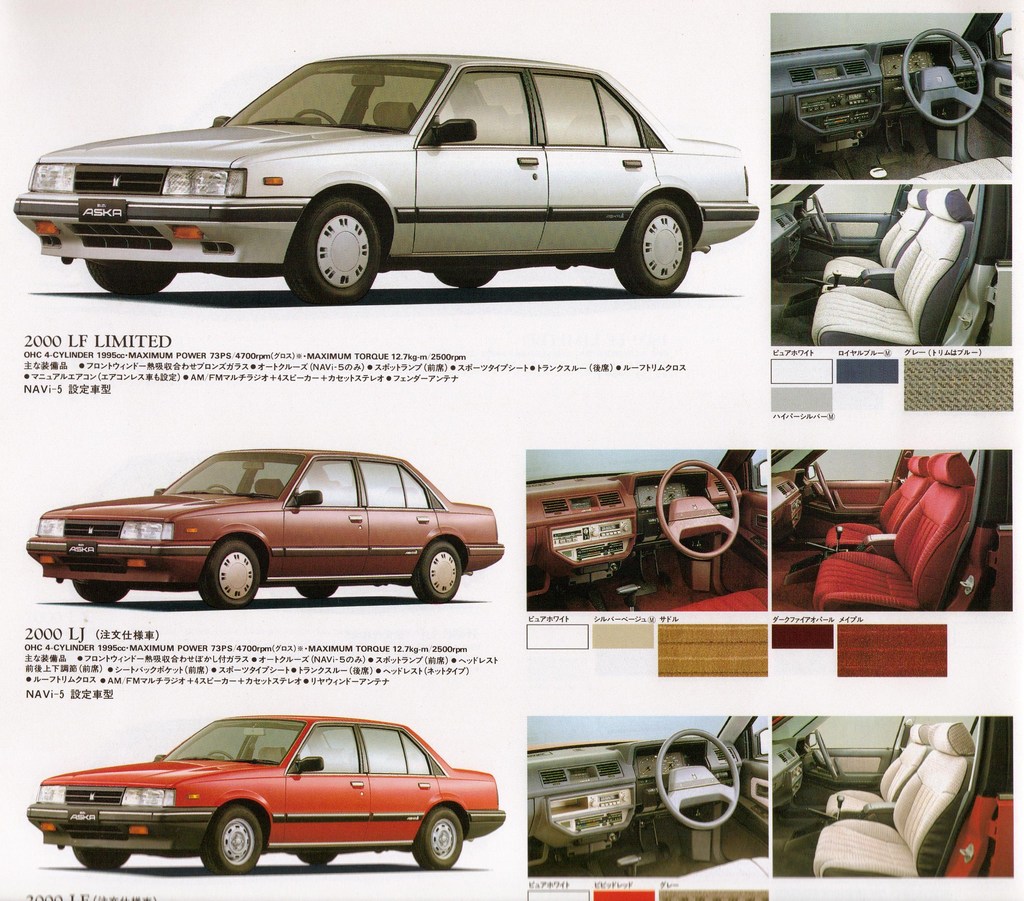 ASKA
2000 LF LIMITED
OHC 4-CYLINDER 1995cc・MAXIMUM POWER 73PS/4700rpm(グロス)※・MAXIMUM TORQUE 12.7kg-m/2500rpm
主な装備品 ●フロントウィンドー熱吸収合わせブロンズガラス●オートクルーズ(NAVi-5のみ)●スポットランプ(前席)●スポーツタイプシート●トランクスルー(後席)●ルーフトリムクロス
●マニュアルエアコン(エアコンレス車も設定)●AM/FMマルチラジオ+4スピーカー+カセットステレオ●フェンダーアンテナ
NAVi-5 設定車型
ピュアホワイト ロイヤルブルーⓂ グレー(トリムはブルー)
ハイパーシルバーⓂ
ASKA
2000 LJ (注文仕様車)
OHC 4-CYLINDER 1995cc・MAXIMUM POWER 73PS/4700rpm(グロス)※・MAXIMUM TORQUE 12.7kg-m/2500rpm
主な装備品 ●フロントウィンドー熱吸収合わせぼかし付ガラス●オートクルーズ(NAVi-5のみ)●スポットランプ(前席)●ヘッドレスト
前後上下調節(前席)●シートバックポケット(前席)●スポーツタイプシート●トランクスルー(後席)●ヘッドレスト(ネットタイプ)
●ルーフトリムクロス●AM/FMマルチラジオ+4スピーカー+カセットステレオ●リヤウィンドーアンテナ
NAVi-5 設定車型
ピュアホワイト シルバーベージュⓂ サドル ダークファイアオパール メイプル
ASKA
ピュアホワイト ビビッドレッド グレー
2000 LF(注文仕様車)